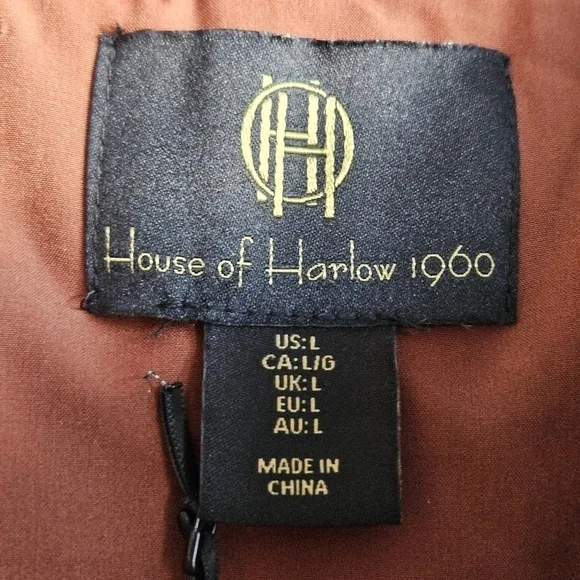 House of Harlow 1960
US: L
CA: L/G
UK: L
EU: L
AU: L
MADE IN
CHINA